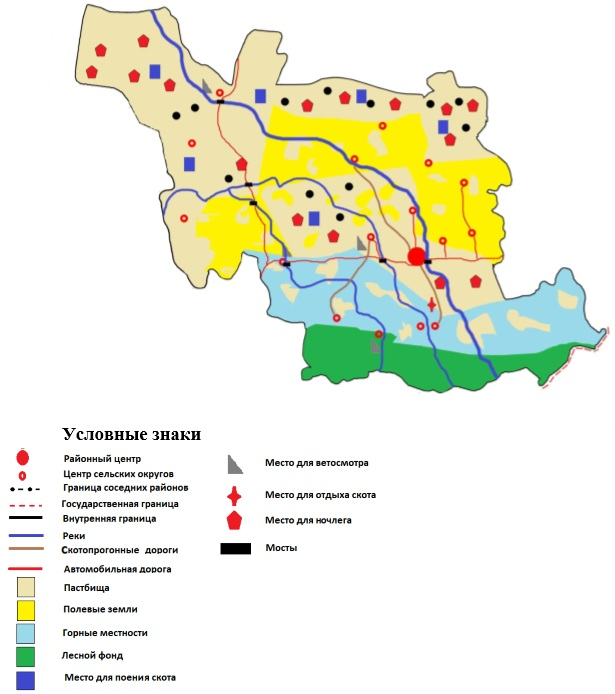 Условные знаки
Районный центр
Центр сельских округов
Граница соседних районов
Государственная граница
Внутренняя граница
Реки
Скотопрогонные дороги
Автомобильная дорога
Пастбища
Полевые земли
Горные местности
Лесной фонд
Место для поения скота
Место для ветосмотра
Место для отдыха скота
Место для ночлега
Мосты